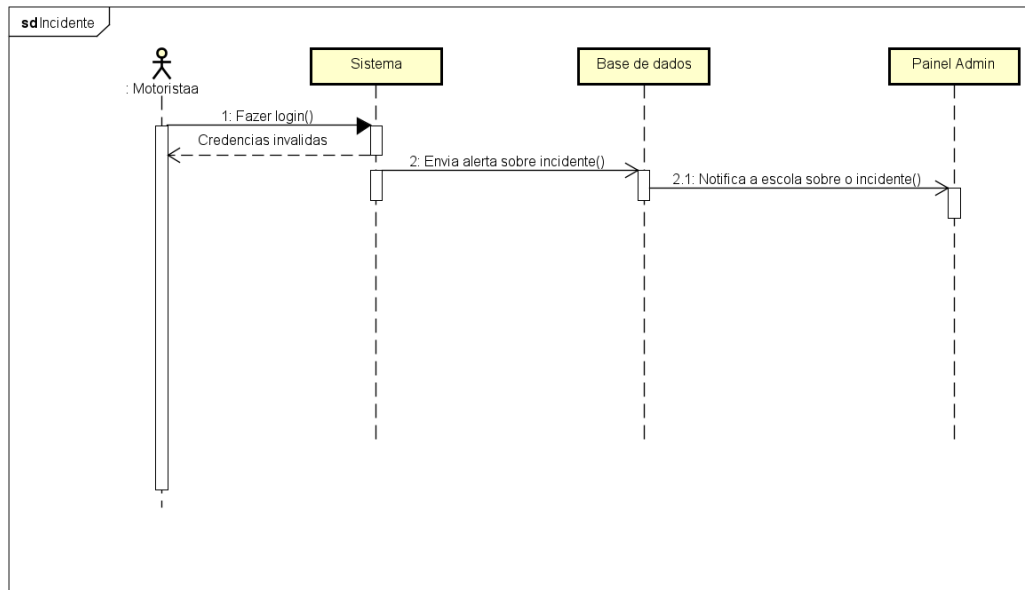 sd Incidente
Sistema
Base de dados
Painel Admin
: Motoristaa
1: Fazer login()
Credencias invalidas
2: Envia alerta sobre incidente()
2.1: Notifica a escola sobre o incidente()